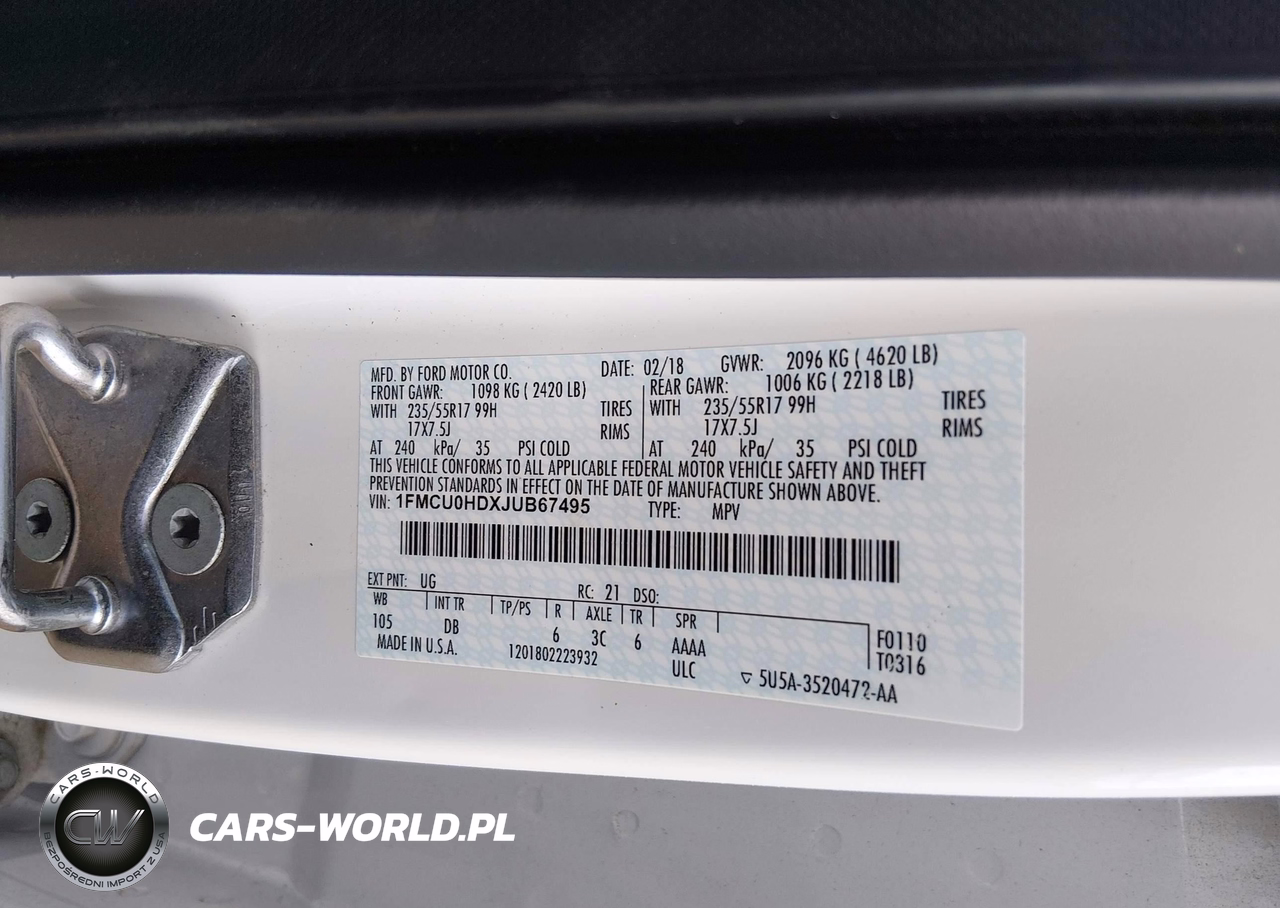 MFD. BY FORD MOTOR CO. DATE: 02/18 GVWR: 2096 KG ( 4620 LB)
FRONT GAWR: 1098 KG ( 2420 LB) REAR GAWR: 1006 KG ( 2218 LB)
WITH 235/55R17 99H TIRES WITH 235/55R17 99H TIRES
17X7.5J RIMS 17X7.5J RIMS
AT 240 kPa/ 35 PSI COLD AT 240 kPa/ 35 PSI COLD
THIS VEHICLE CONFORMS TO ALL APPLICABLE FEDERAL MOTOR VEHICLE SAFETY AND THEFT
PREVENTION STANDARDS IN EFFECT ON THE DATE OF MANUFACTURE SHOWN ABOVE.
VIN: 1FMCU0HDXJUB67495 TYPE: MPV
EXT PNT: UG RC: 21 DSO:
WB INT TR TP/PS R AXLE TR SPR
105 DB 6 3C 6 AAAA F0110
MADE IN U.S.A. 1201802223932 ULC T0316
5U5A-3520472-AA
CARS-WORLD
CW
BEZPOŚREDNI IMPORT Z USA
CARS-WORLD.PL